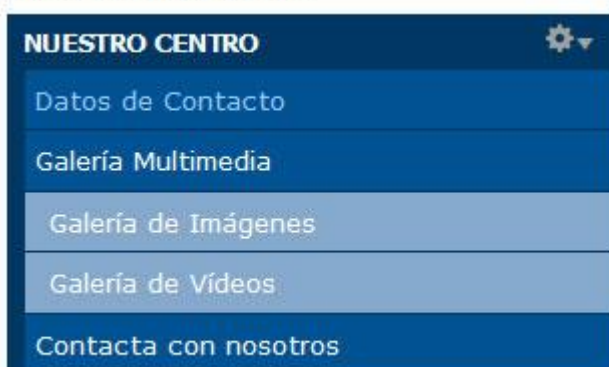 NUESTRO CENTRO
Datos de Contacto
Galería Multimedia
Galería de Imágenes
Galería de Vídeos
Contacta con nosotros